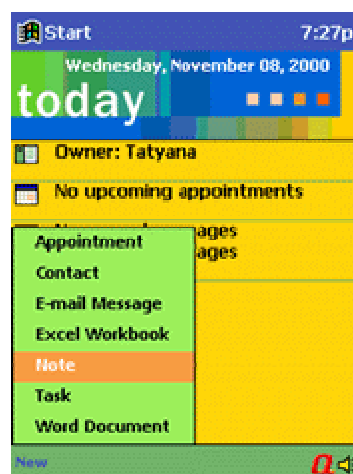 Start 7:27p
Wednesday, November 08, 2000
today
Owner: Tatyana
No upcoming appointments
ages
ages
Appointment
Contact
E-mail Message
Excel Workbook
Note
Task
Word Document
New